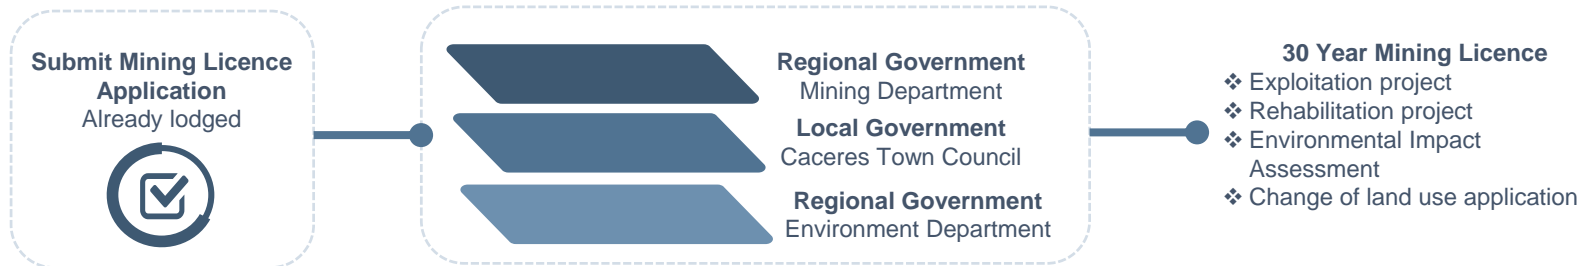 Submit Mining Licence
Application
Already lodged
Regional Government
Mining Department
Local Government
Caceres Town Council
Regional Government
Environment Department
30 Year Mining Licence
❖ Exploitation project
❖ Rehabilitation project
❖ Environmental Impact
Assessment
❖ Change of land use application